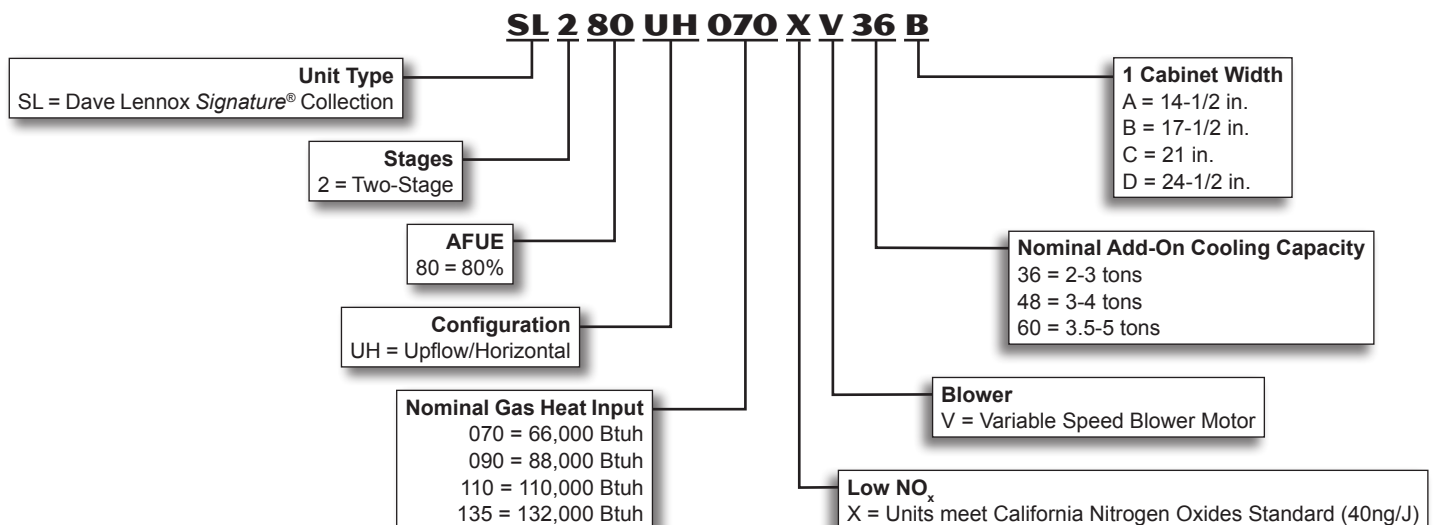 SL 2 80 UH 070 X V 36 B
Unit Type
SL = Dave Lennox Signature® Collection
Stages
2 = Two-Stage
AFUE
80 = 80%
Configuration
UH = Upflow/Horizontal
Nominal Gas Heat Input
070 = 66,000 Btuh
090 = 88,000 Btuh
110 = 110,000 Btuh
135 = 132,000 Btuh
1 Cabinet Width
A = 14-1/2 in.
B = 17-1/2 in.
C = 21 in.
D = 24-1/2 in.
Nominal Add-On Cooling Capacity
36 = 2-3 tons
48 = 3-4 tons
60 = 3.5-5 tons
Blower
V = Variable Speed Blower Motor
Low NOx
X = Units meet California Nitrogen Oxides Standard (40ng/J)